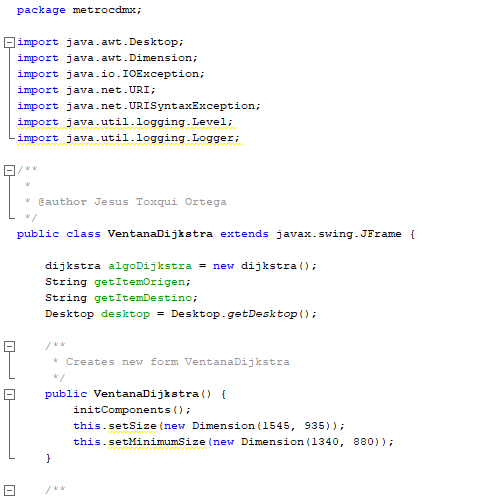 package metrocdmx;
import java.awt.Desktop;
import java.awt.Dimension;
import java.io.IOException;
import java.net.URI;
import java.net.URISyntaxException;
import java.util.logging.Level;
import java.util.logging.Logger;
/**
 *
 * @author Jesus Toxqui Ortega
 */
public class VentanaDijkstra extends javax.swing.JFrame {
    dijkstra algoDijkstra = new dijkstra();
    String getItemOrigen;
    String getItemDestino;
    Desktop desktop = Desktop.getDesktop();
    /**
     * Creates new form VentanaDijkstra
     */
    public VentanaDijkstra() {
        initComponents();
        this.setSize(new Dimension(1545, 935));
        this.setMinimumSize(new Dimension(1340, 880));
    }
    /**